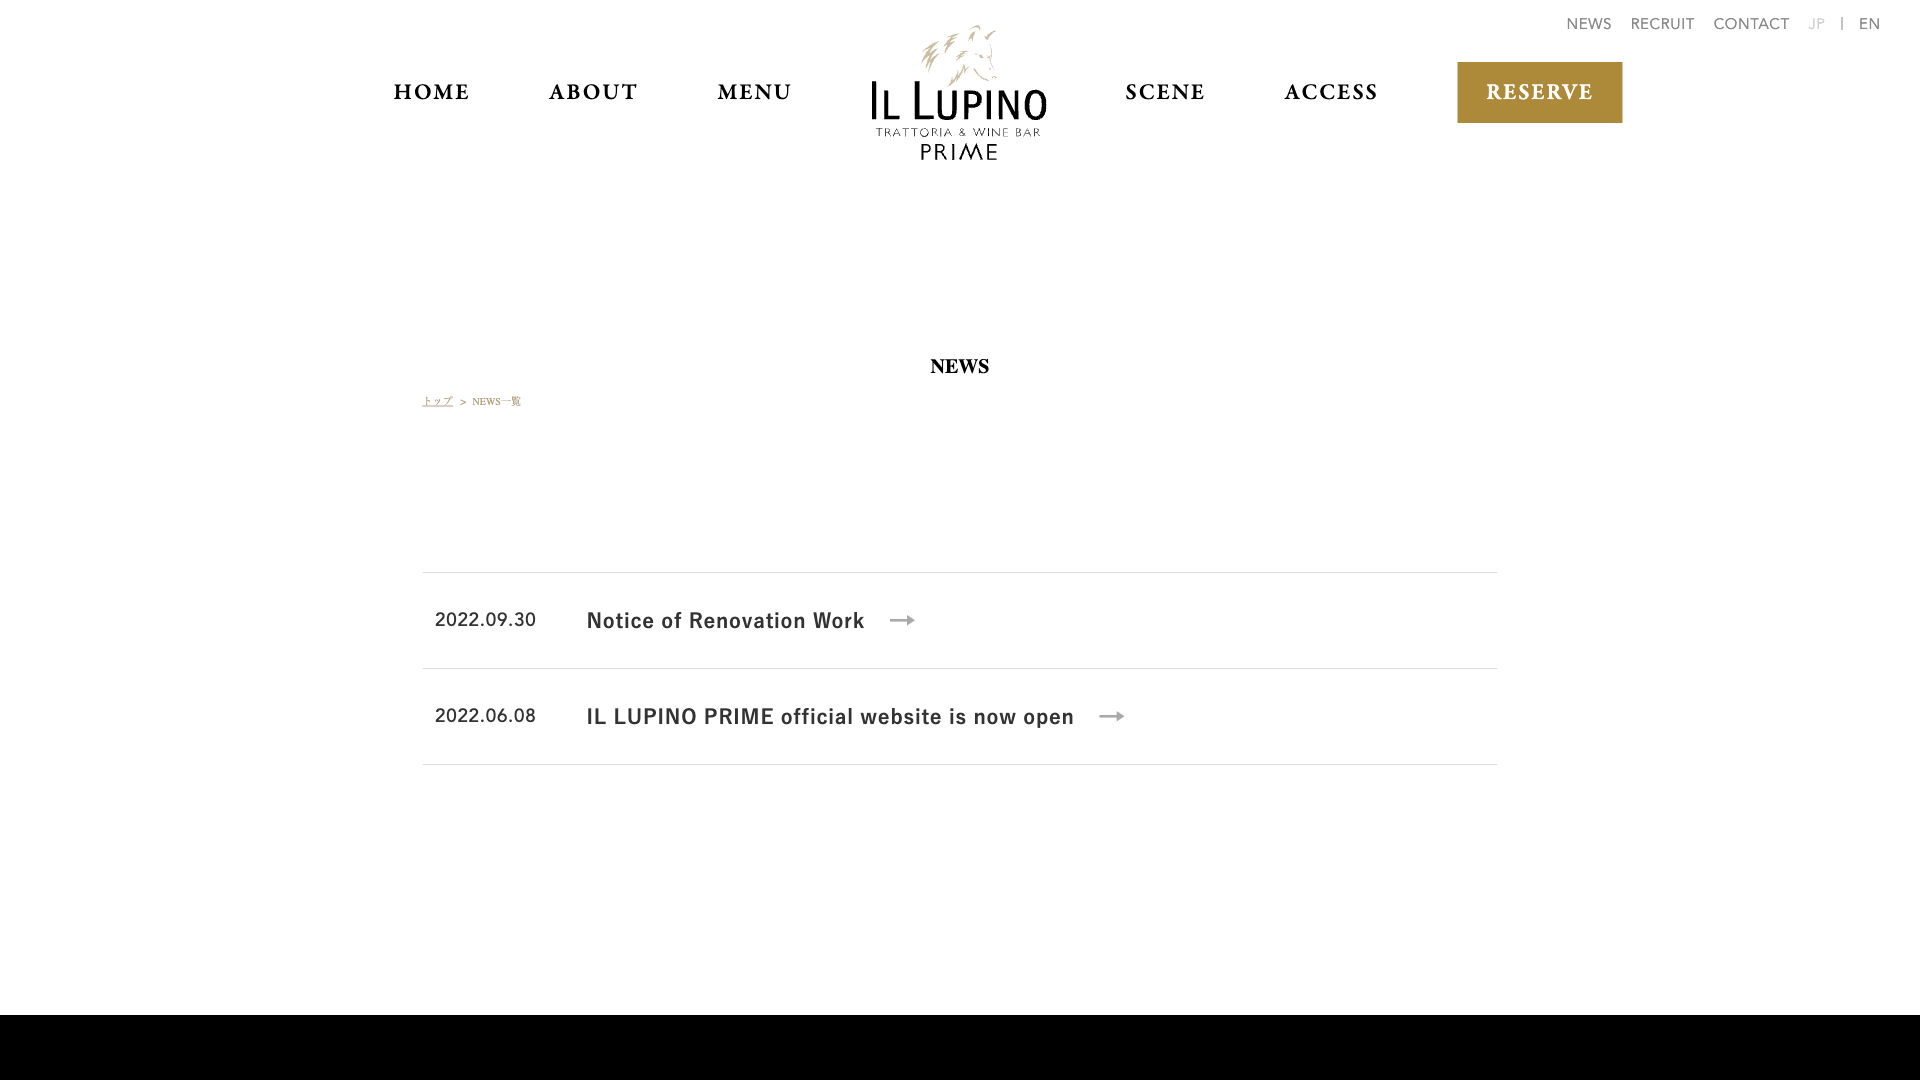 NEWS RECRUIT CONTACT JP | EN
HOME ABOUT MENU SCENE ACCESS RESERVE
IL LUPINO
TRATTORIA & WINE BAR
PRIME
NEWS
トップ > NEWS一覧
2022.09.30 Notice of Renovation Work →
2022.06.08 IL LUPINO PRIME official website is now open →